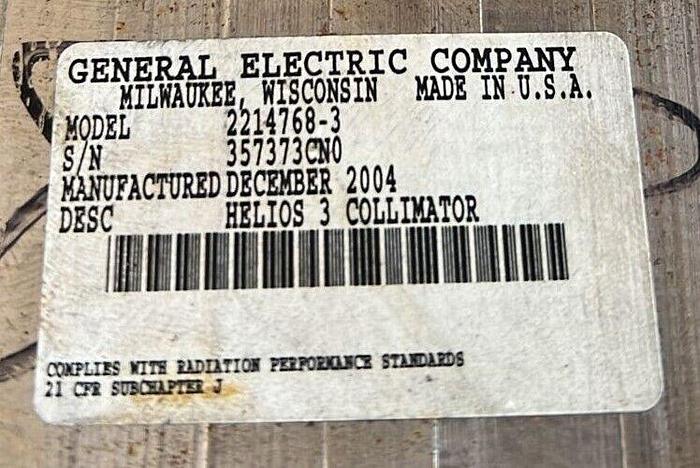 GENERAL ELECTRIC COMPANY
MILWAUKEE, WISCONSIN MADE IN U.S.A.
MODEL 2214768-3
S/N 357373CN0
MANUFACTURED DECEMBER 2004
DESC HELIOS 3 COLLIMATOR
COMPLIES WITH RADIATION PERFORMANCE STANDARDS
21 CFR SUBCHAPTER J